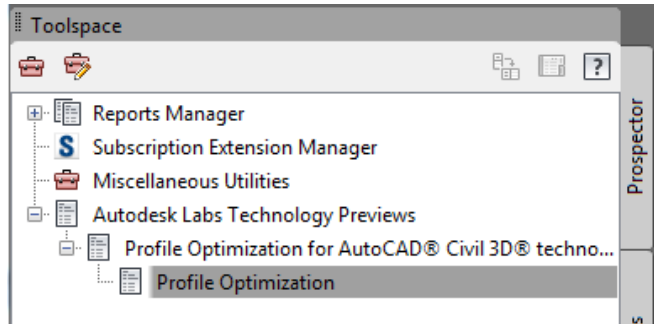 Toolspace
?
Reports Manager
S Subscription Extension Manager
Miscellaneous Utilities
Autodesk Labs Technology Previews
Profile Optimization for AutoCAD® Civil 3D® techno...
Profile Optimization
Prospector